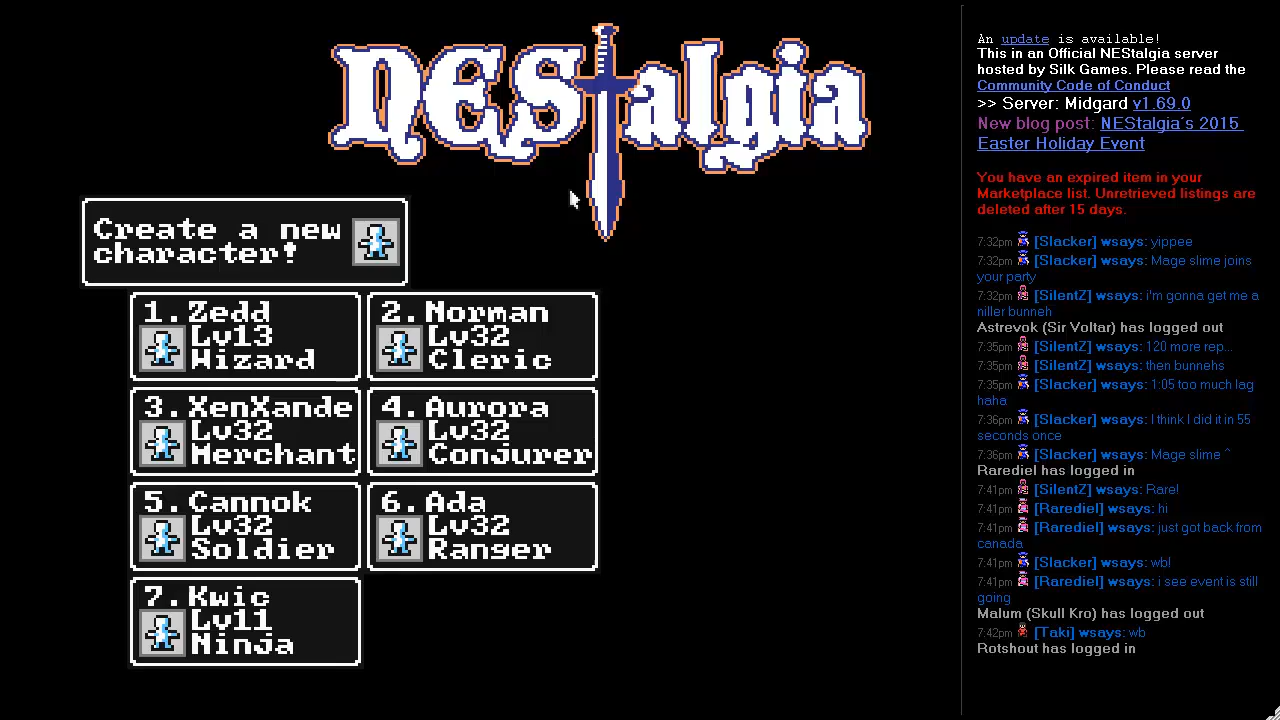 NEStalgia
Create a new
character!
1.Zedd
Lv13
Wizard
2.Norman
Lv32
Cleric
3.XenXande
Lv32
Merchant
4.Aurora
Lv32
Conjurer
5.Cannok
Lv32
Soldier
6.Ada
Lv32
Ranger
7.Kwic
Lv11
Ninja
An update is available!
This in an Official NEStalgia server
hosted by Silk Games. Please read the
Community Code of Conduct
>> Server: Midgard v1.69.0
New blog post: NEStalgia's 2015
Easter Holiday Event
You have an expired item in your
Marketplace list. Unretrieved listings are
deleted after 15 days.
7:32pm [Slacker] wsays: yippee
7:32pm [Slacker] wsays: Mage slime joins
your party
7:32pm [SilentZ] wsays: i'm gonna get me a
niller bunneh
Astrevok (Sir Voltar) has logged out
7:35pm [SilentZ] wsays: 120 more rep...
7:35pm [SilentZ] wsays: then bunnehs
7:35pm [Slacker] wsays: 1:05 too much lag
haha
7:36pm [Slacker] wsays: I think I did it in 55
seconds once
7:36pm [Slacker] wsays: Mage slime ^
Rarediel has logged in
7:41pm [SilentZ] wsays: Rare!
7:41pm [Rarediel] wsays: hi
7:41pm [Rarediel] wsays: just got back from
canada
7:41pm [Slacker] wsays: wb!
7:41pm [Rarediel] wsays: i see event is still
going
Malum (Skull Kro) has logged out
7:42pm [Taki] wsays: wb
Rotshout has logged in